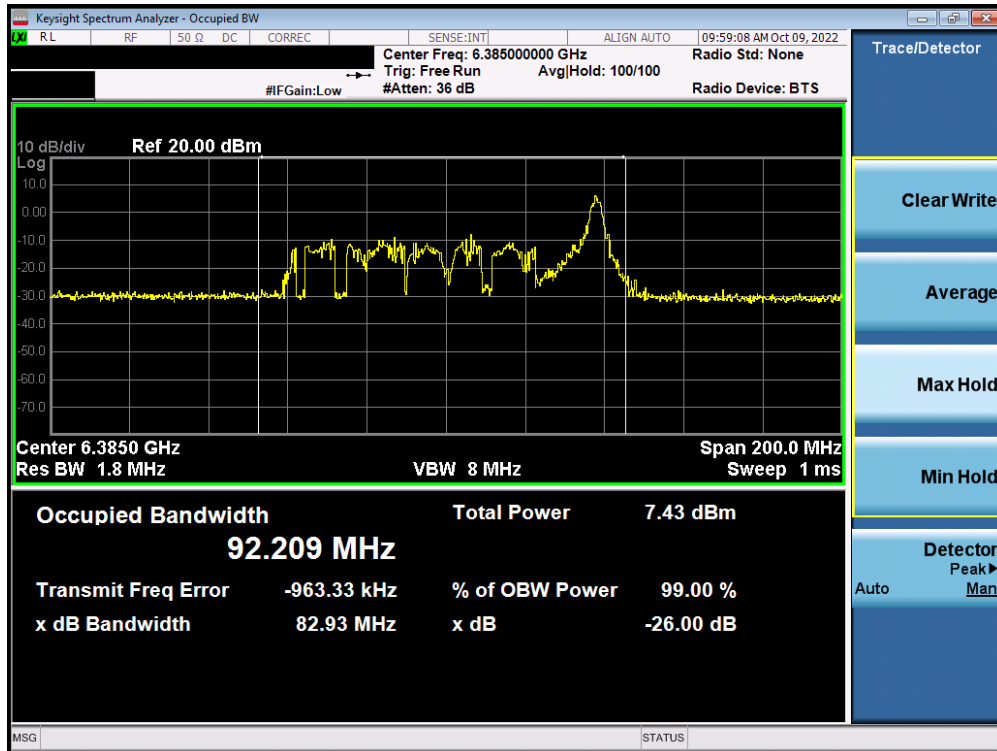 Keysight Spectrum Analyzer - Occupied BW
LXI RL RF 50 Ω DC CORREC SENSE:INT ALIGN AUTO 09:59:08 AM Oct 09, 2022
Center Freq: 6.385000000 GHz Radio Std: None
Trig: Free Run Avg|Hold: 100/100
#IFGain:Low #Atten: 36 dB Radio Device: BTS
10 dB/div Ref 20.00 dBm
Log
10.0
0.00
-10.0
-20.0
-30.0
-40.0
-50.0
-60.0
-70.0
Center 6.3850 GHz Span 200.0 MHz
Res BW 1.8 MHz VBW 8 MHz Sweep 1 ms
Occupied Bandwidth Total Power 7.43 dBm
92.209 MHz
Transmit Freq Error -963.33 kHz % of OBW Power 99.00 %
x dB Bandwidth 82.93 MHz x dB -26.00 dB
MSG STATUS
Trace/Detector
Clear Write
Average
Max Hold
Min Hold
Detector
Peak▶
Auto Man